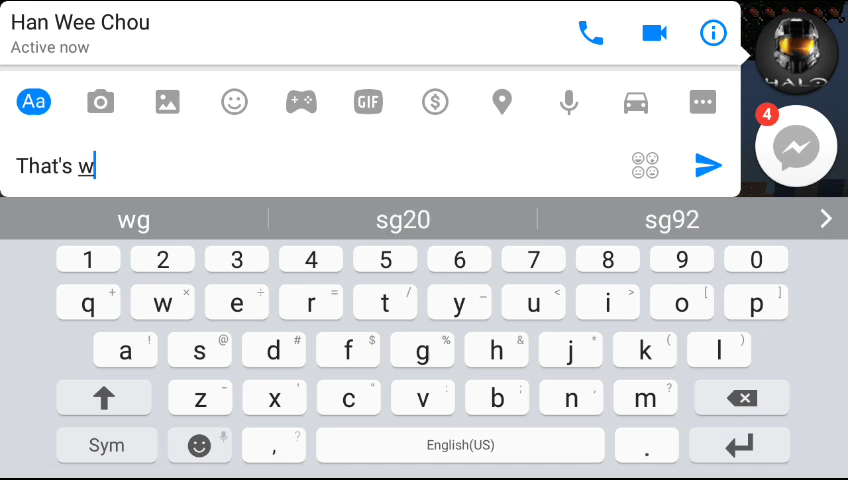 Han Wee Chou
Active now
HALO
Aa
GIF
$
4
That's w
wg sg20 sg92
1 2 3 4 5 6 7 8 9 0
q + w × e ÷ r = t / y _ u < i > o [ p ]
a ! s @ d # f $ g % h & j * k ( l )
z - x ' c " v : b ; n , m ?
Sym , ? English(US) .